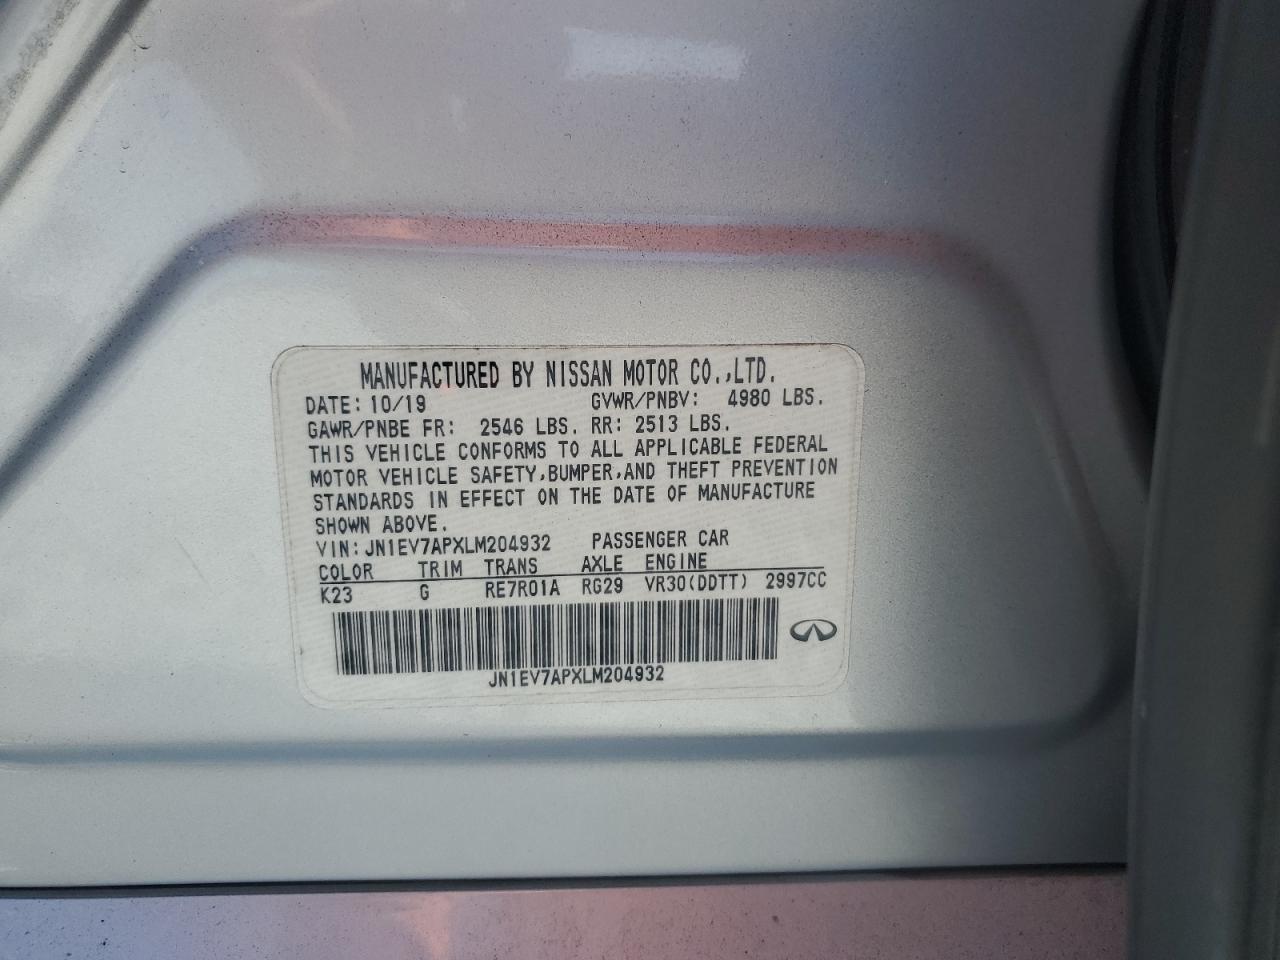 MANUFACTURED BY NISSAN MOTOR CO.,LTD.
DATE: 10/19 GVWR/PNBV: 4980 LBS.
GAWR/PNBE FR: 2546 LBS. RR: 2513 LBS.
THIS VEHICLE CONFORMS TO ALL APPLICABLE FEDERAL
MOTOR VEHICLE SAFETY,BUMPER,AND THEFT PREVENTION
STANDARDS IN EFFECT ON THE DATE OF MANUFACTURE
SHOWN ABOVE.
VIN: JN1EV7APXLM204932 PASSENGER CAR
COLOR TRIM TRANS AXLE ENGINE
K23 G RE7R01A RG29 VR30(DDTT) 2997CC
JN1EV7APXLM204932